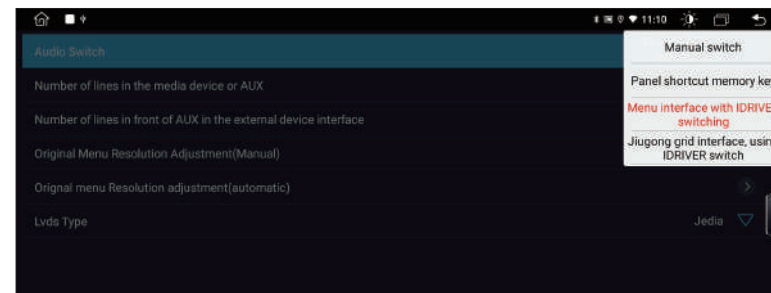 11:10
Audio Switch
Manual switch
Number of lines in the media device or AUX
Panel shortcut memory ke
Number of lines in front of AUX in the external device interface
Menu interface with IDRIVE
switching
Original Menu Resolution Adjustment(Manual)
Jiugong grid interface, usin
IDRIVER switch
Orignal menu Resolution adjustment(automatic)
Lvds Type
Jedia